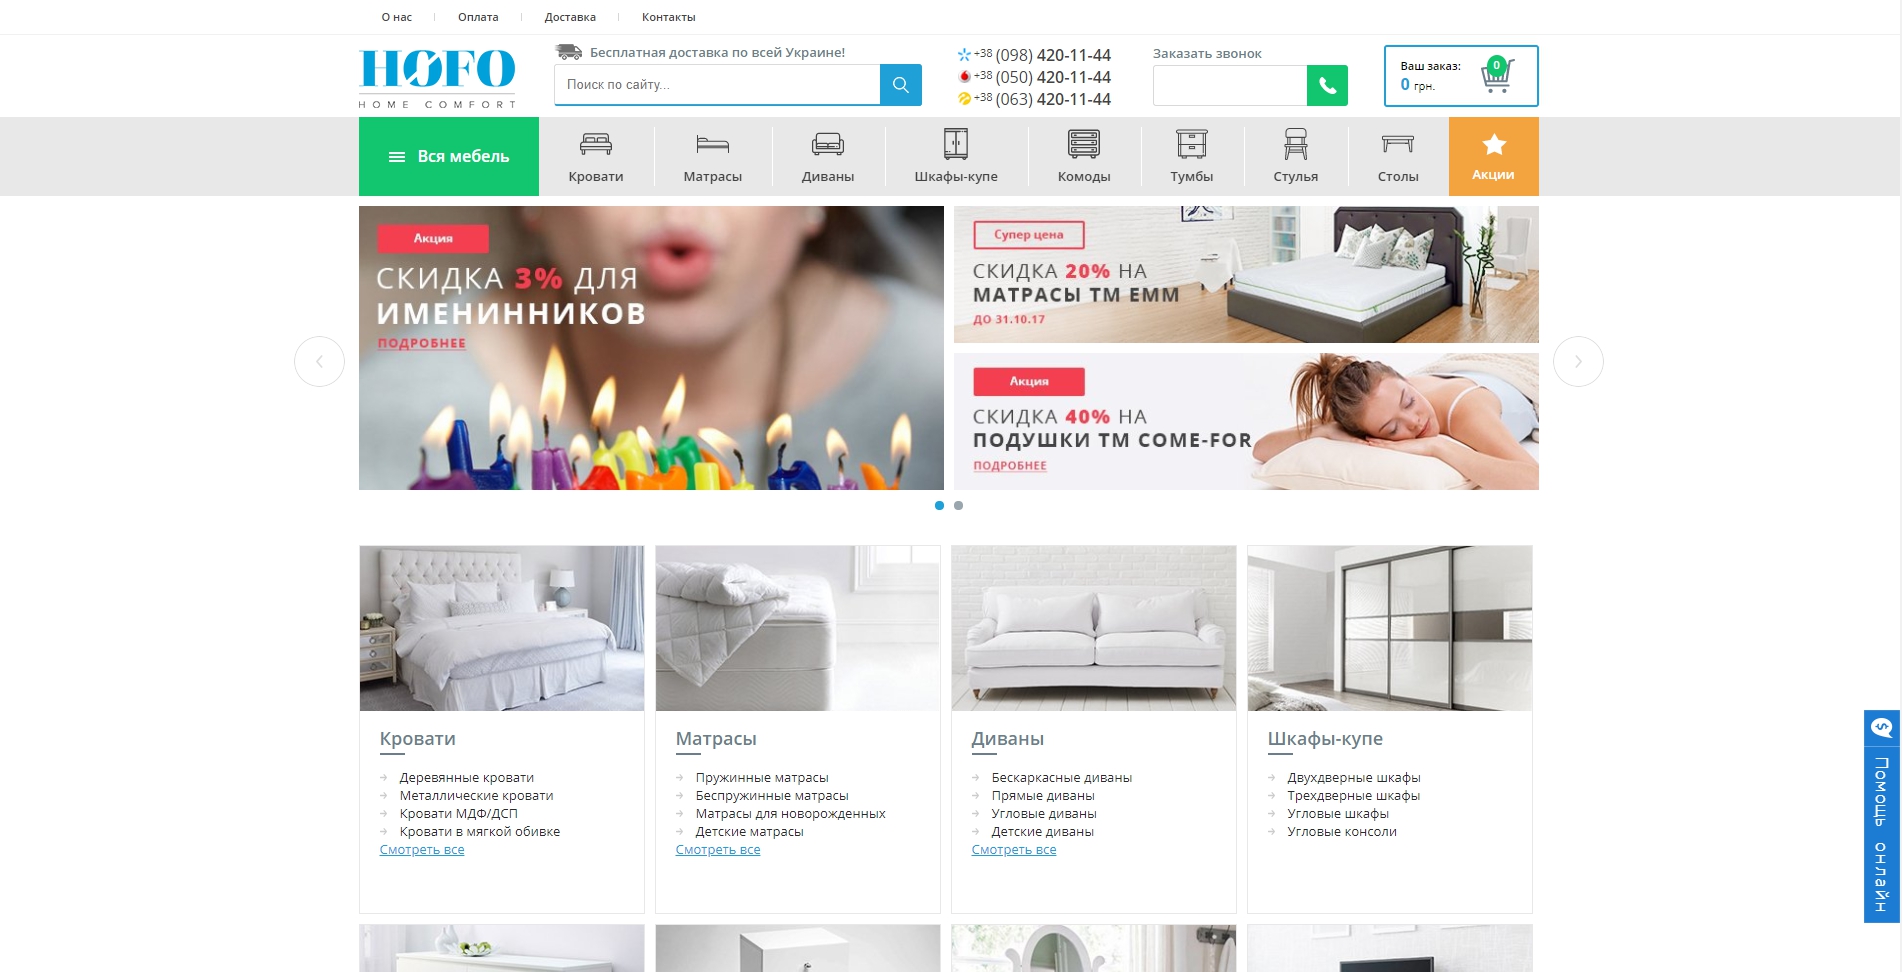 О нас
Оплата
Доставка
Контакты
HOFO
HOME COMFORT
Бесплатная доставка по всей Украине!
Поиск по сайту...
+38 (098) 420-11-44
+38 (050) 420-11-44
+38 (063) 420-11-44
Заказать звонок
Ваш заказ:
0 грн.
0
Вся мебель
Кровати
Матрасы
Диваны
Шкафы-купе
Комоды
Тумбы
Стулья
Столы
Акции
Акция
СКИДКА 3% ДЛЯ
ИМЕНИННИКОВ
ПОДРОБНЕЕ
Супер цена
СКИДКА 20% НА
МАТРАСЫ ТМ ЕММ
ДО 31.10.17
Акция
СКИДКА 40% НА
ПОДУШКИ ТМ COME-FOR
ПОДРОБНЕЕ
Кровати
Деревянные кровати
Металлические кровати
Кровати МДФ/ДСП
Кровати в мягкой обивке
Смотреть все
Матрасы
Пружинные матрасы
Беспружинные матрасы
Матрасы для новорожденных
Детские матрасы
Смотреть все
Диваны
Бескаркасные диваны
Прямые диваны
Угловые диваны
Детские диваны
Смотреть все
Шкафы-купе
Двухдверные шкафы
Трехдверные шкафы
Угловые шкафы
Угловые консоли
Помощь онлайн